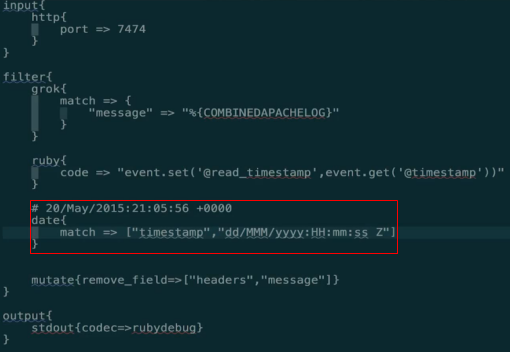 input{
    http{
        port => 7474
    }
}
filter{
    grok{
        match => {
            "message" => "%{COMBINEDAPACHELOG}"
        }
    }
    ruby{
        code => "event.set('@read_timestamp',event.get('@timestamp'))"
    }
    # 20/May/2015:21:05:56 +0000
    date{
        match => ["timestamp","dd/MMM/yyyy:HH:mm:ss Z"]
    }
    mutate{remove_field=>["headers","message"]}
}
output{
    stdout{codec=>rubydebug}
}